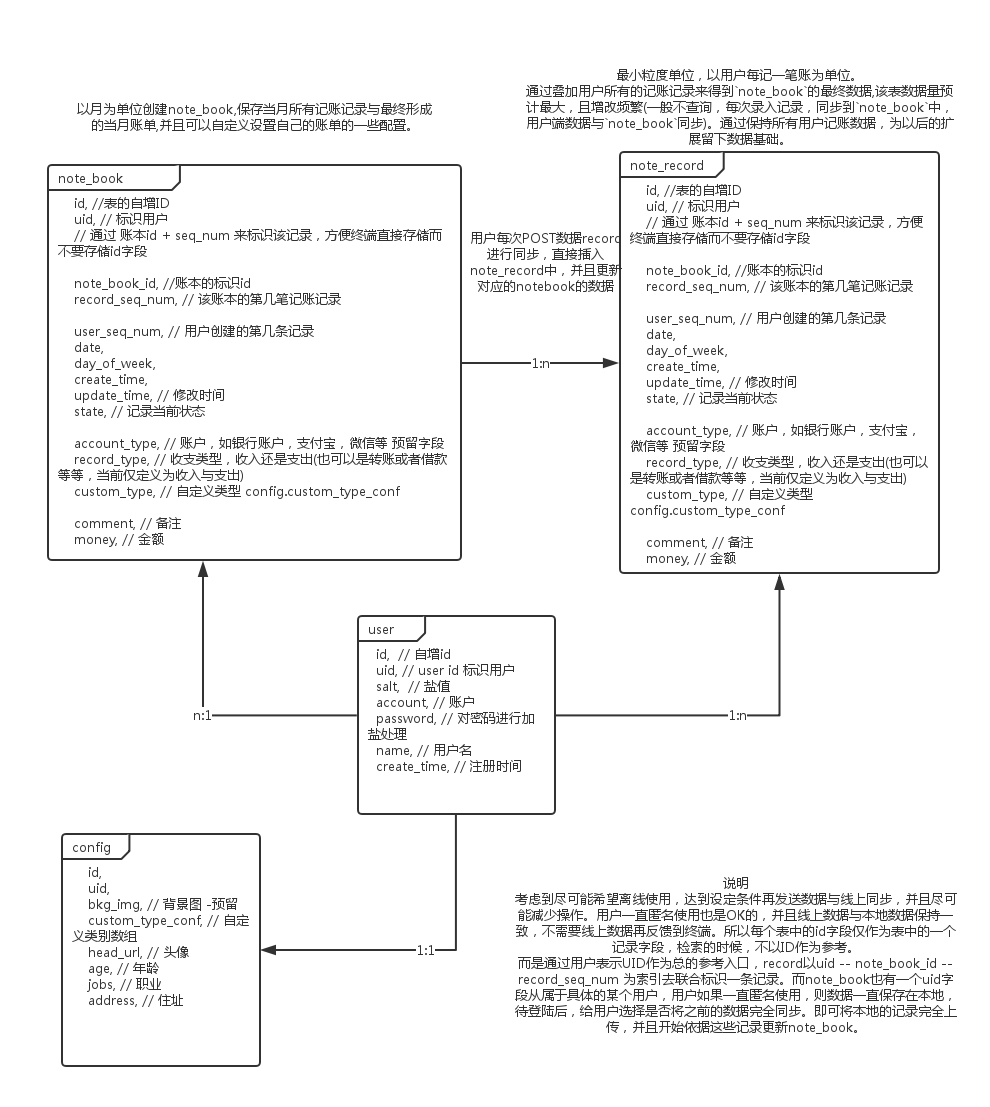 以月为单位创建note_book,保存当月所有记账记录与最终形成
的当月账单,并且可以自定义设置自己的账单的一些配置。
最小粒度单位，以用户每记一笔账为单位。
通过叠加用户所有的记账记录来得到`note_book`的最终数据,该表数据量预
计最大，且增改频繁(一般不查询，每次录入记录，同步到`note_book`中，
用户端数据与`note_book`同步)。通过保持所有用户记账数据，为以后的扩
展留下数据基础。
note_book
id, //表的自增ID
uid, // 标识用户
// 通过 账本id + seq_num 来标识该记录，方便终端直接存储而
不要存储id字段
note_book_id, //账本的标识id
record_seq_num, // 该账本的第几笔记账记录
user_seq_num, // 用户创建的第几条记录
date,
day_of_week,
create_time,
update_time, // 修改时间
state, // 记录当前状态
account_type, // 账户，如银行账户，支付宝，微信等 预留字段
record_type, // 收支类型，收入还是支出(也可以是转账或者借款
等等，当前仅定义为收入与支出)
custom_type, // 自定义类型 config.custom_type_conf
comment, // 备注
money, // 金额
用户每次POST数据record
进行同步，直接插入
note_record中，并且更新
对应的notebook的数据
1:n
note_record
id, //表的自增ID
uid, // 标识用户
// 通过 账本id + seq_num 来标识该记录，方便
终端直接存储而不要存储id字段
note_book_id, //账本的标识id
record_seq_num, // 该账本的第几笔记账记录
user_seq_num, // 用户创建的第几条记录
date,
day_of_week,
create_time,
update_time, // 修改时间
state, // 记录当前状态
account_type, // 账户，如银行账户，支付宝，
微信等 预留字段
record_type, // 收支类型，收入还是支出(也可以
是转账或者借款等等，当前仅定义为收入与支出)
custom_type, // 自定义类型
config.custom_type_conf
comment, // 备注
money, // 金额
user
id,  // 自增id
uid, // user id 标识用户
salt,  // 盐值
account, // 账户
password, // 对密码进行加
盐处理
name, // 用户名
create_time, // 注册时间
n:1
1:n
config
id,
uid,
bkg_img, // 背景图 -预留
custom_type_conf, // 自定
义类别数组
head_url, // 头像
age, // 年龄
jobs, // 职业
address, // 住址
1:1
说明
考虑到尽可能希望离线使用，达到设定条件再发送数据与线上同步，并且尽可
能减少操作。用户一直匿名使用也是OK的，并且线上数据与本地数据保持一
致，不需要线上数据再反馈到终端。所以每个表中的id字段仅作为表中的一个
记录字段，检索的时候，不以ID作为参考。
而是通过用户表示UID作为总的参考入口，record以uid -- note_book_id --
record_seq_num 为索引去联合标识一条记录。而note_book也有一个uid字
段从属于具体的某个用户，用户如果一直匿名使用，则数据一直保存在本地，
待登陆后，给用户选择是否将之前的数据完全同步。即可将本地的记录完全上
传，并且开始依据这些记录更新note_book。